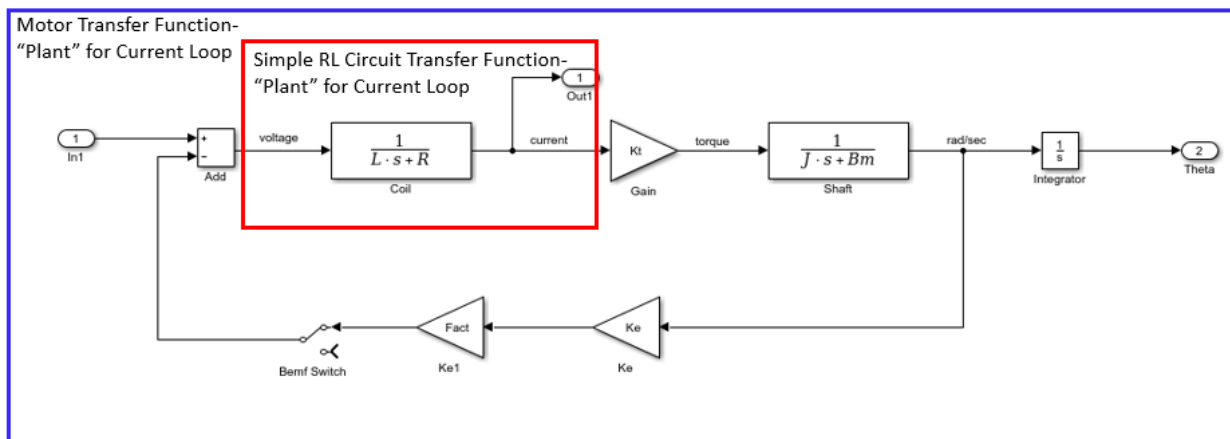 Motor Transfer Function-
“Plant” for Current Loop
Simple RL Circuit Transfer Function-
“Plant” for Current Loop
1
Out1
1
In1
+
−
Add
voltage
1
L · s+R
Coil
current
Kt
Gain
torque
1
J · s+Bm
Shaft
rad/sec
1
s
Integrator
2
Theta
Bemf Switch
Fact
Ke1
Ke
Ke